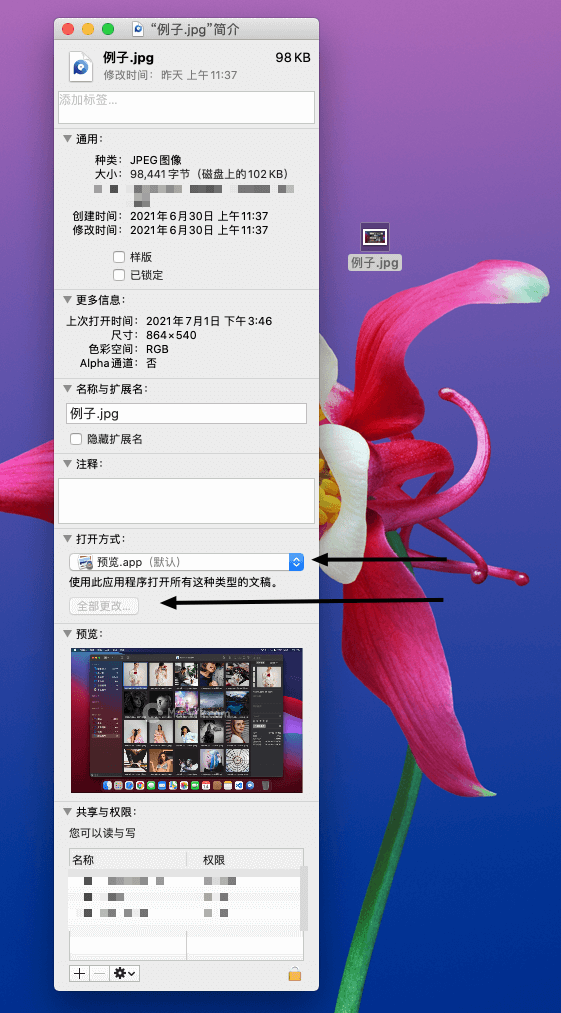 “例子.jpg”简介
例子.jpg 98 KB
修改时间：昨天 上午11:37
添加标签...
通用：
种类：JPEG图像
大小：98,441 字节（磁盘上的102 KB）
创建时间：2021年6月30日 上午11:37
修改时间：2021年6月30日 上午11:37
样版
已锁定
更多信息：
上次打开时间：2021年7月1日 下午3:46
尺寸：864×540
色彩空间：RGB
Alpha通道：否
名称与扩展名：
例子.jpg
隐藏扩展名
注释：
打开方式：
预览.app（默认）
使用此应用程序打开所有这种类型的文稿。
全部更改...
预览：
共享与权限：
您可以读与写
名称 权限
例子.jpg